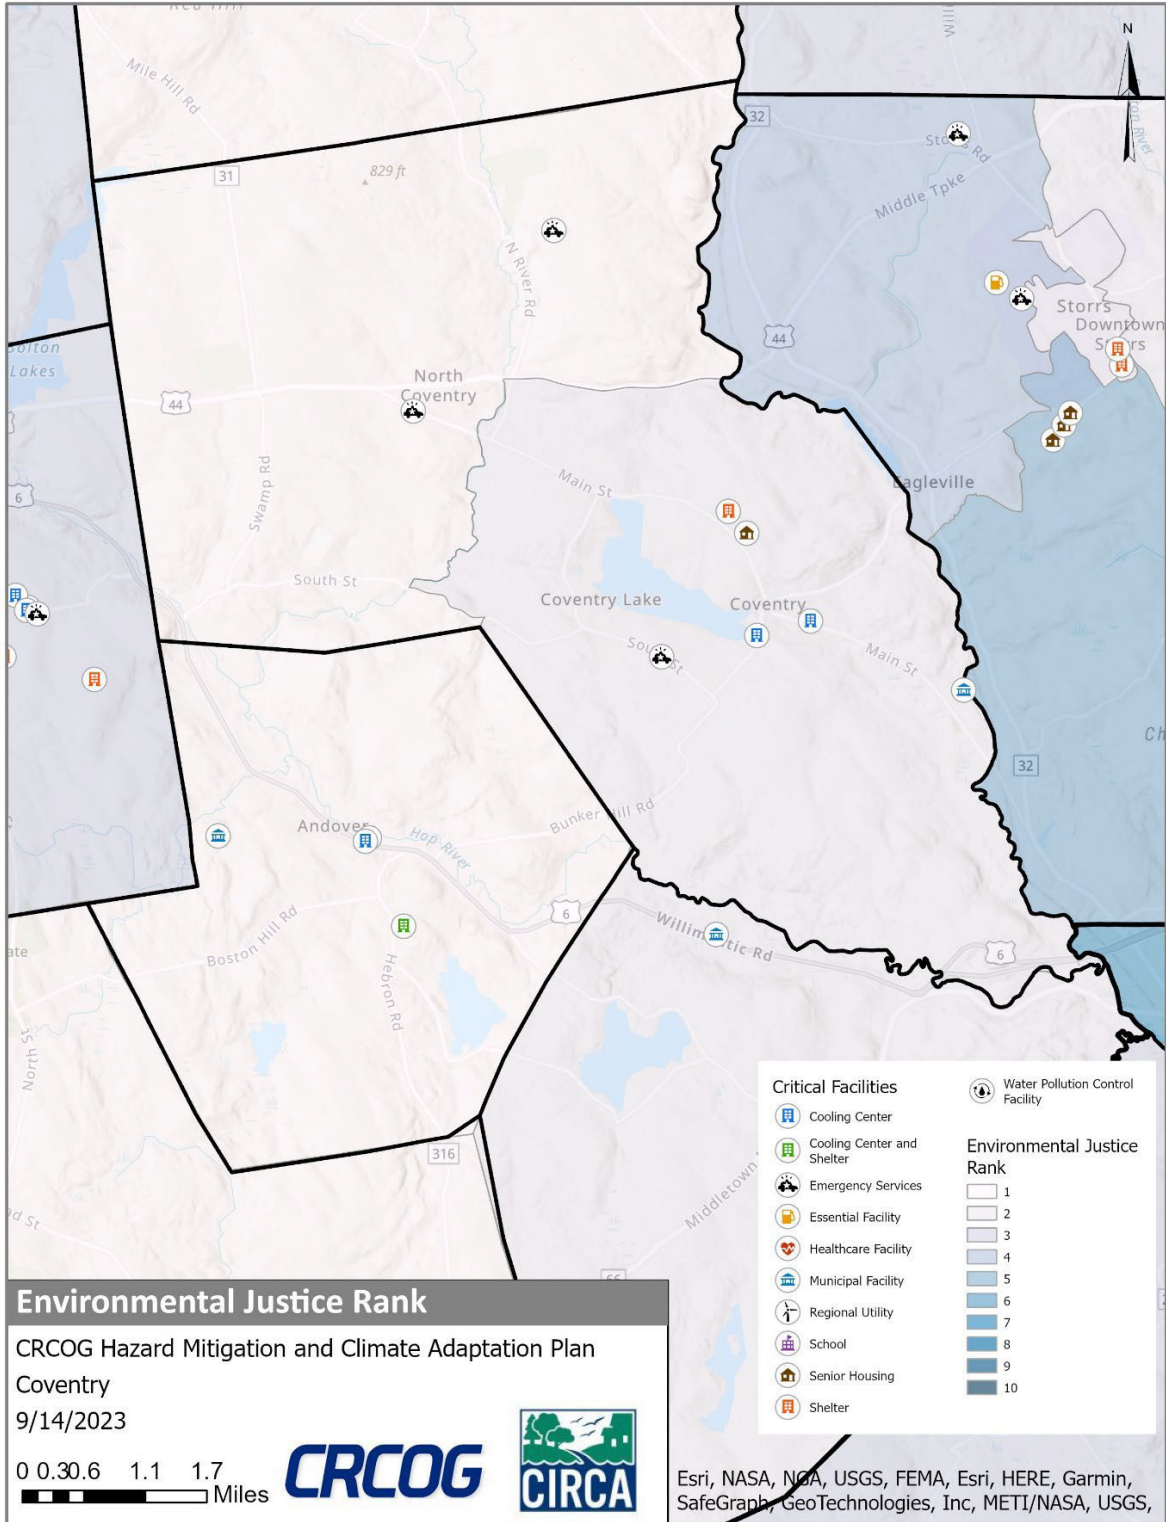 N
Mile Hill Rd
31
829 ft
32
Middle Tpke
N River Rd
44
Storrs
Downtown
Storrs
Bolton
Lakes
North
Coventry
44
6
Swamp Rd
Main St
Eagleville
South St
Coventry Lake
Coventry
South St
Main St
32
Andover
Hop River
Bunker Hill Rd
6
Willimantic Rd
6
Boston Hill Rd
Hebron Rd
316
Middletown
66
Critical Facilities
Cooling Center
Cooling Center and
Shelter
Emergency Services
Essential Facility
Healthcare Facility
Municipal Facility
Regional Utility
School
Senior Housing
Shelter
Water Pollution Control
Facility
Environmental Justice
Rank
1
2
3
4
5
6
7
8
9
10
Environmental Justice Rank
CRCOG Hazard Mitigation and Climate Adaptation Plan
Coventry
9/14/2023
0 0.30.6 1.1 1.7
Miles
CRCOG
CIRCA
Esri, NASA, NGA, USGS, FEMA, Esri, HERE, Garmin,
SafeGraph, GeoTechnologies, Inc, METI/NASA, USGS,